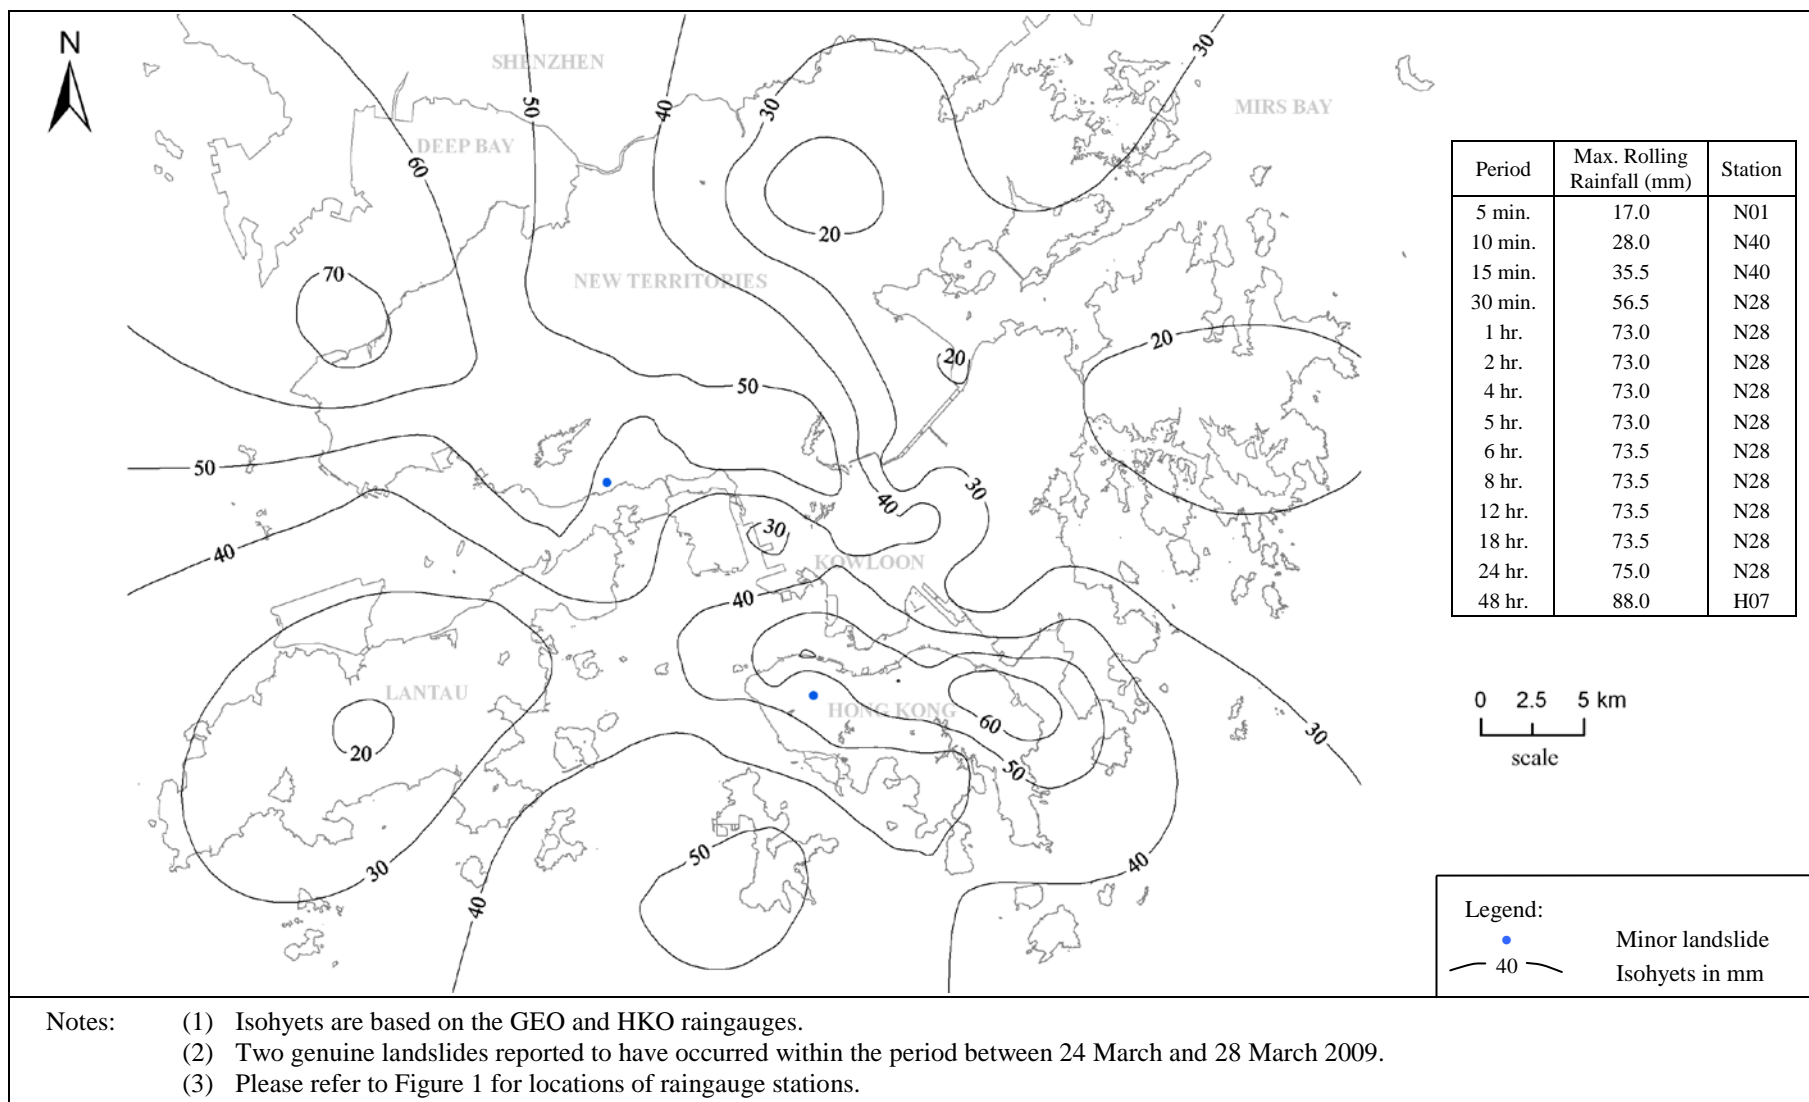 N
SHENZHEN
30
50
40
30
MIRS BAY
DEEP BAY
60
20
70
NEW TERRITORIES
20
20
50
50
40
30
30
40
KOWLOON
40
LANTAU
HONG KONG
60
20
30
50
50
40
30
40
Period Max. Rolling Rainfall (mm) Station
5 min. 17.0 N01
10 min. 28.0 N40
15 min. 35.5 N40
30 min. 56.5 N28
1 hr. 73.0 N28
2 hr. 73.0 N28
4 hr. 73.0 N28
5 hr. 73.0 N28
6 hr. 73.5 N28
8 hr. 73.5 N28
12 hr. 73.5 N28
18 hr. 73.5 N28
24 hr. 75.0 N28
48 hr. 88.0 H07
0 2.5 5 km
scale
Legend:
Minor landslide
40 Isohyets in mm
Notes: (1) Isohyets are based on the GEO and HKO raingauges.
(2) Two genuine landslides reported to have occurred within the period between 24 March and 28 March 2009.
(3) Please refer to Figure 1 for locations of raingauge stations.